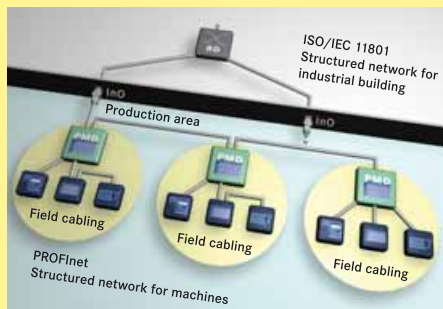 ISO/IEC 11801
Structured network for
industrial building
InO
InO
Production area
PMD
PMD
PMD
Field cabling
Field cabling
Field cabling
PROFInet
Structured network for machines